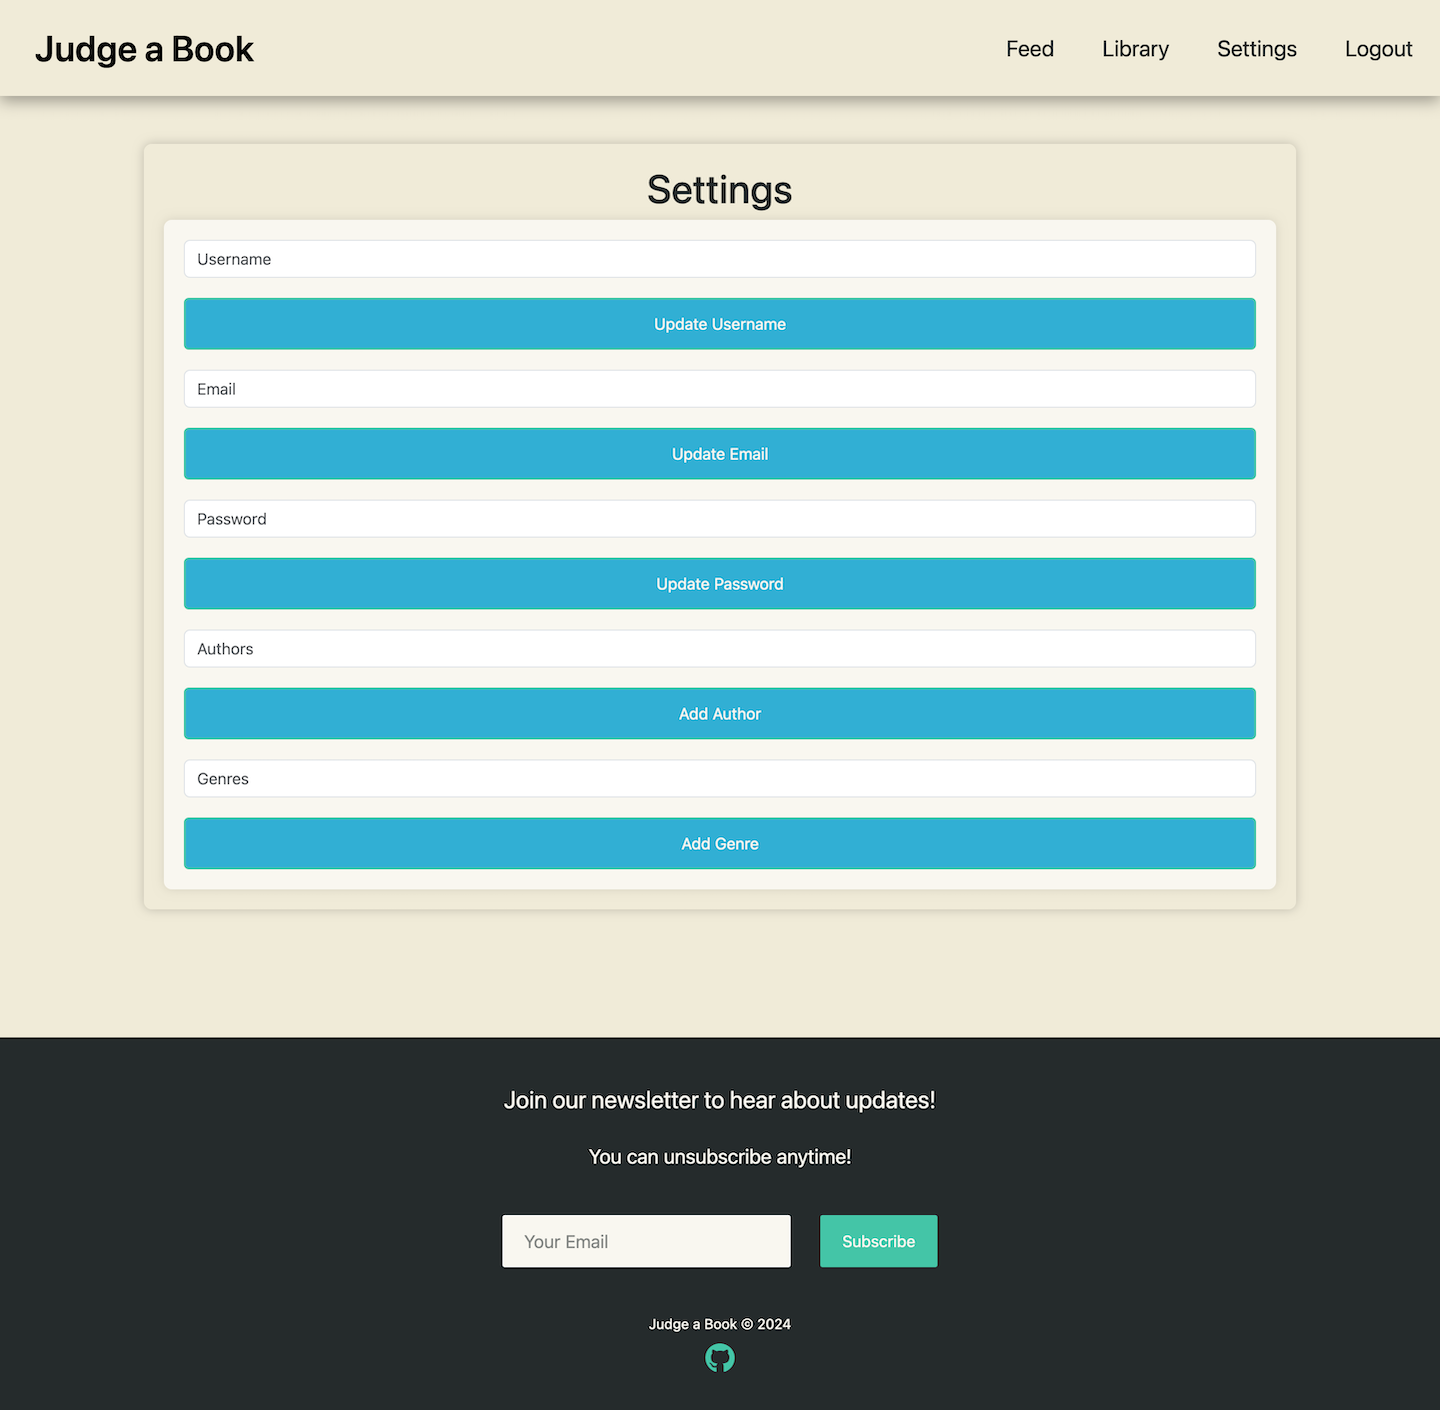 Judge a Book
Feed Library Settings Logout
Settings
Username
Update Username
Email
Update Email
Password
Update Password
Authors
Add Author
Genres
Add Genre
Join our newsletter to hear about updates!
You can unsubscribe anytime!
Your Email
Subscribe
Judge a Book © 2024